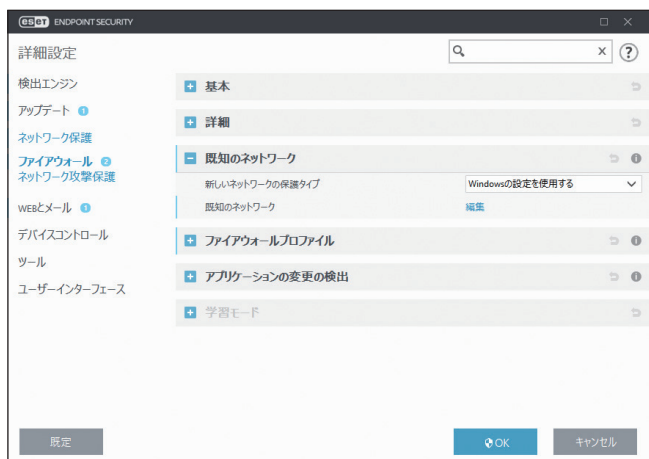 eset ENDPOINT SECURITY
詳細設定
x
?
検出エンジン
アップデート 1
ネットワーク保護
ファイアウォール 2
ネットワーク攻撃保護
WEBとメール 1
デバイスコントロール
ツール
ユーザーインターフェース
基本
詳細
既知のネットワーク
新しいネットワークの保護タイプ Windowsの設定を使用する
既知のネットワーク 編集
ファイアウォールプロファイル
アプリケーションの変更の検出
学習モード
既定
OK
キャンセル